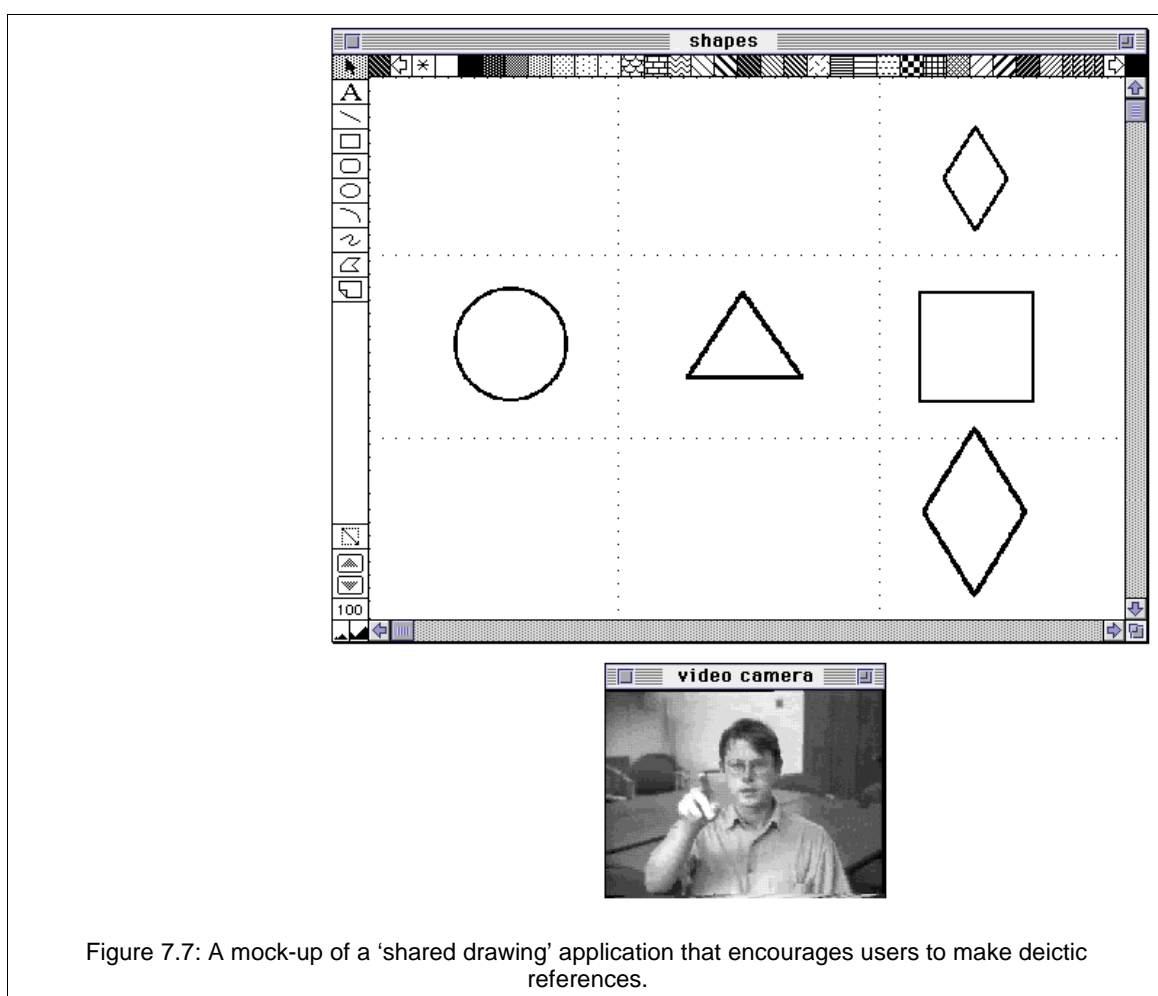 shapes
A
100
video camera
Figure 7.7: A mock-up of a ‘shared drawing’ application that encourages users to make deictic
references.